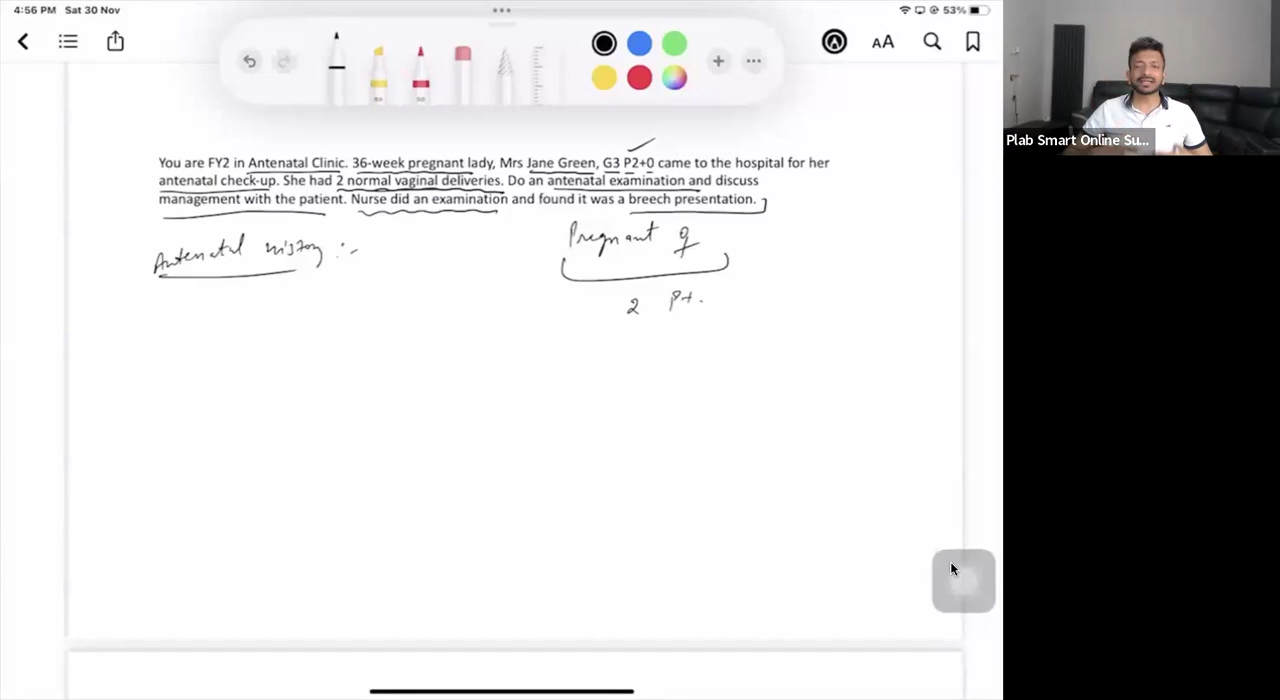 4:56 PM Sat 30 Nov
53%
AA
Plab Smart Online Su...
You are FY2 in Antenatal Clinic. 36-week pregnant lady, Mrs Jane Green, G3 P2+0 came to the hospital for her
antenatal check-up. She had 2 normal vaginal deliveries. Do an antenatal examination and discuss
management with the patient. Nurse did an examination and found it was a breech presentation.
Pregnant ♀
Antenatal history :-
2 Pt.